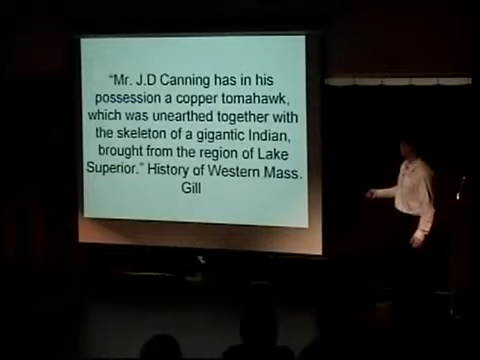 “Mr. J.D Canning has in his
possession a copper tomahawk,
which was unearthed together with
the skeleton of a gigantic Indian,
brought from the region of Lake
Superior.” History of Western Mass.
Gill